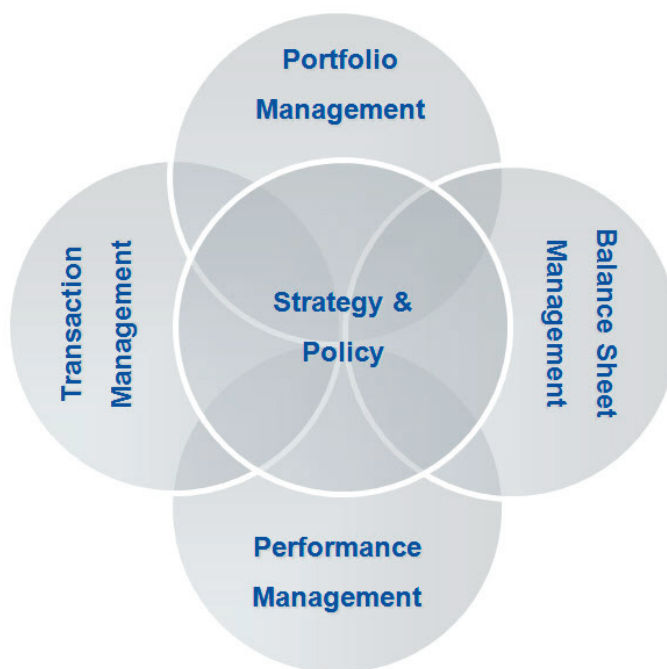 Portfolio
Management
Transaction
Management
Strategy &
Policy
Balance Sheet
Management
Performance
Management